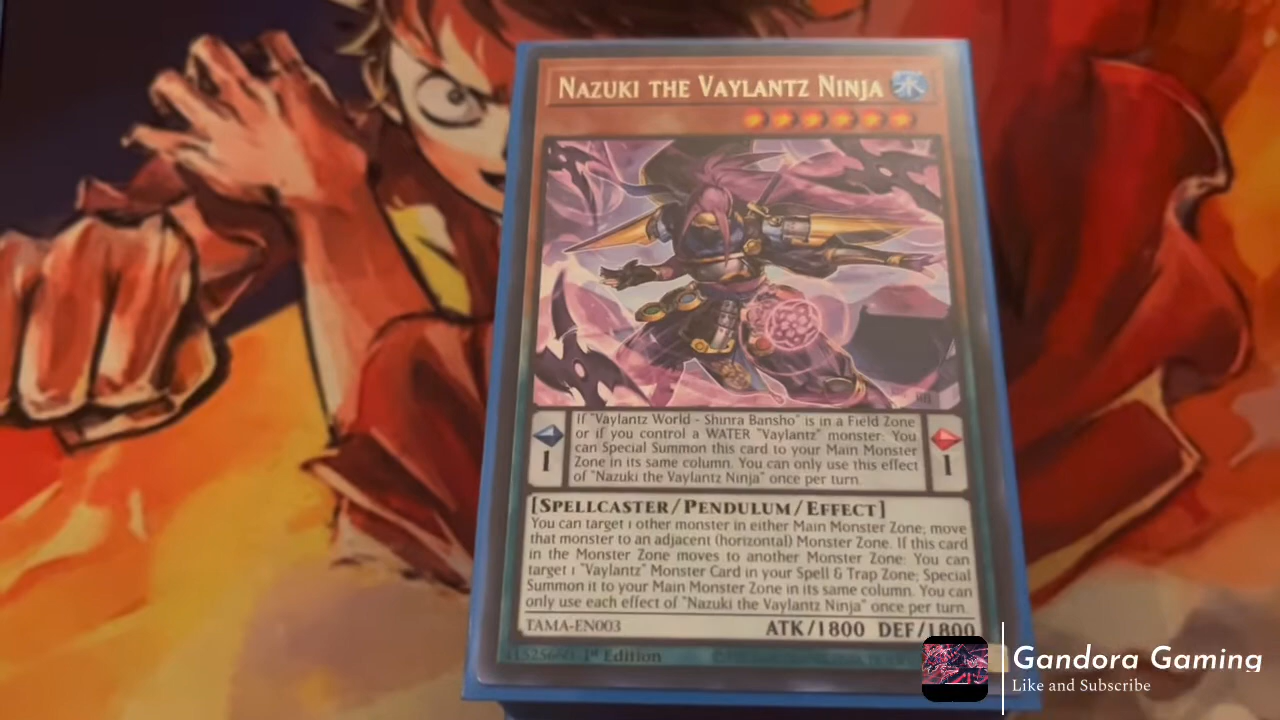 NAZUKI THE VAYLANTZ NINJA 水
If "Vaylantz World - Shinra Bansho" is in a Field Zone
or if you control a WATER "Vaylantz" monster: You
can Special Summon this card to your Main Monster
Zone in its same column. You can only use this effect
of "Nazuki the Vaylantz Ninja" once per turn.
1 1
[SPELLCASTER/PENDULUM/EFFECT]
You can target 1 other monster in either Main Monster Zone; move
that monster to an adjacent (horizontal) Monster Zone. If this card
in the Monster Zone moves to another Monster Zone: You can
target 1 "Vaylantz" Monster Card in your Spell & Trap Zone; Special
Summon it to your Main Monster Zone in its same column. You can
only use each effect of "Nazuki the Vaylantz Ninja" once per turn.
TAMA-EN003 ATK/1800 DEF/1800
1st Edition
Gandora Gaming
Like and Subscribe